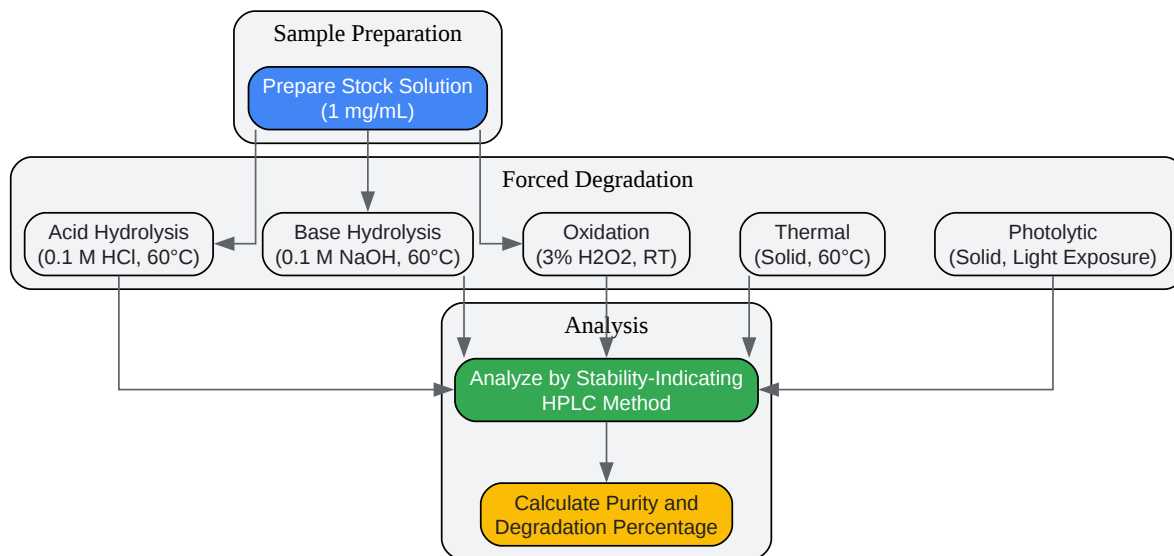 Sample Preparation
Prepare Stock Solution
(1 mg/mL)
Forced Degradation
Acid Hydrolysis
(0.1 M HCl, 60°C)
Base Hydrolysis
(0.1 M NaOH, 60°C)
Oxidation
(3% H2O2, RT)
Thermal
(Solid, 60°C)
Photolytic
(Solid, Light Exposure)
Analysis
Analyze by Stability-Indicating
HPLC Method
Calculate Purity and
Degradation Percentage